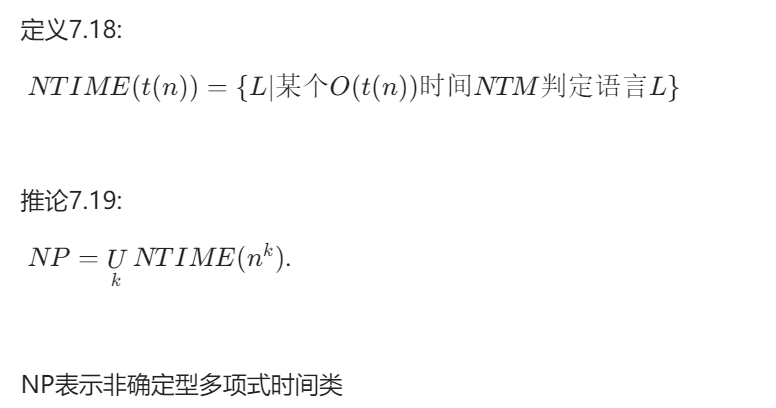 定义7.18:
NTIME(t(n)) = {L|某个O(t(n))时间NTM判定语言L}
推论7.19:
NP = U NTIME(n^k).
k
NP表示非确定型多项式时间类